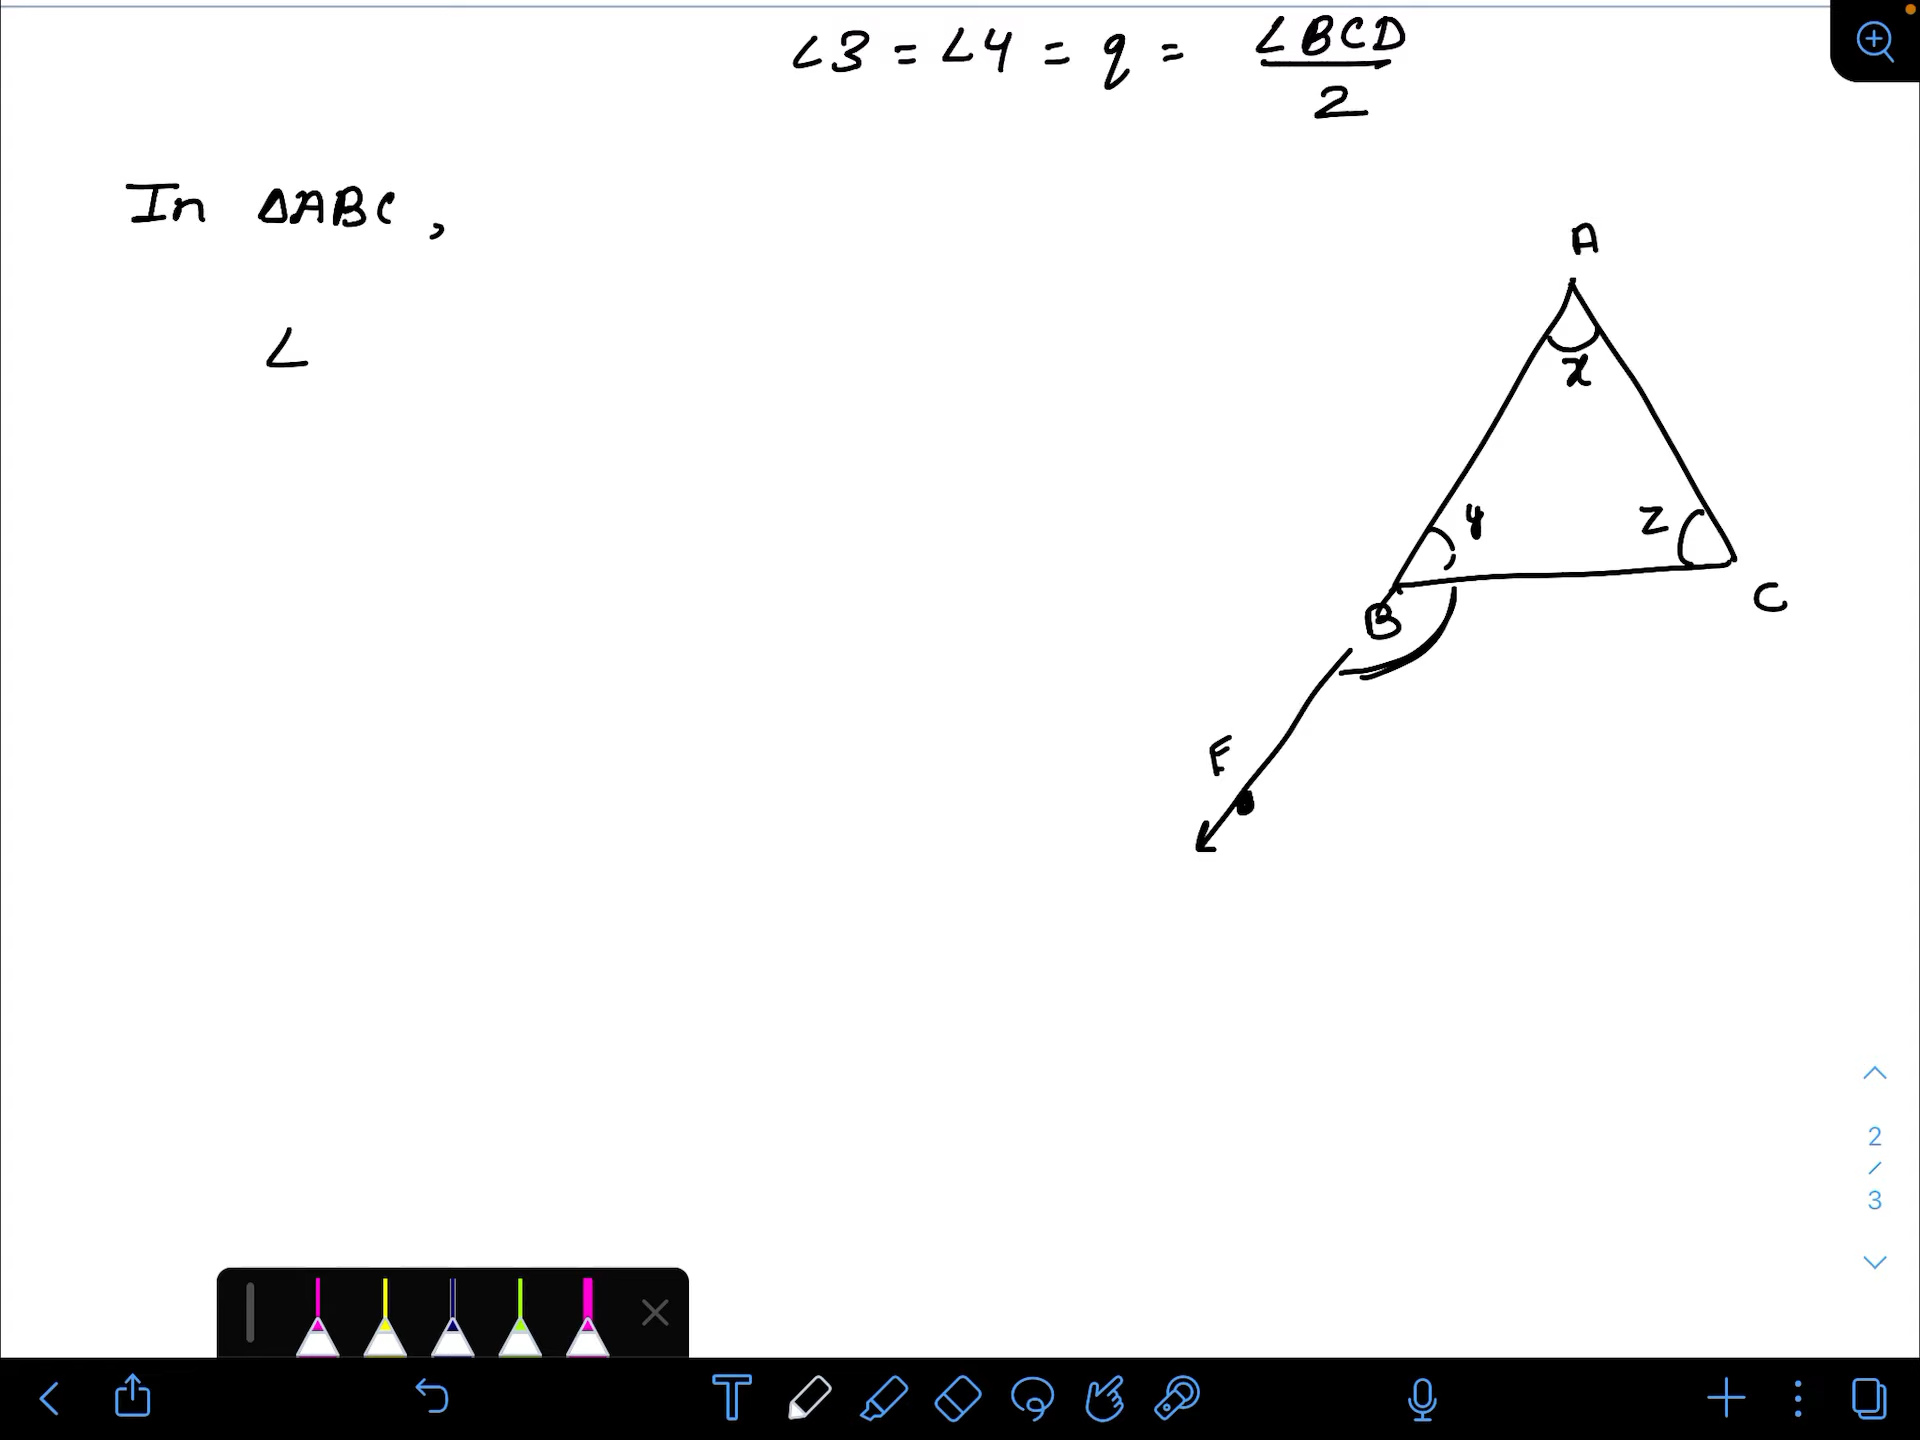 ∠3 = ∠4 = q = ∠BCD / 2
In ΔABC,
∠
A
x
y
z
B
C
F
2
/
3